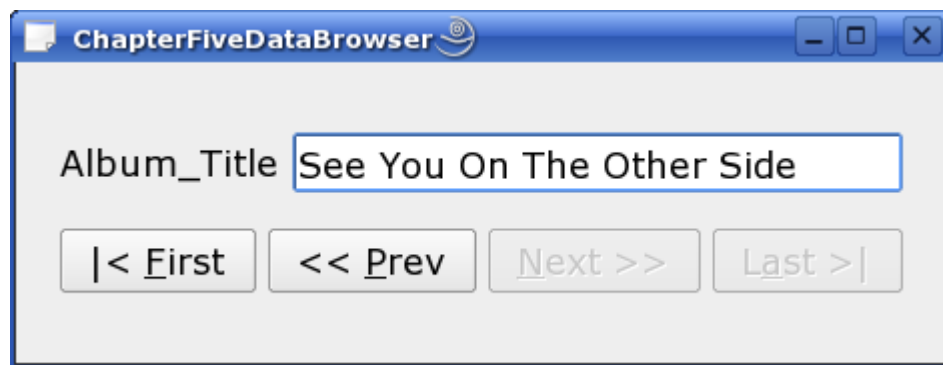 ChapterFiveDataBrowser
Album_Title See You On The Other Side
|< First << Prev Next >> Last >|